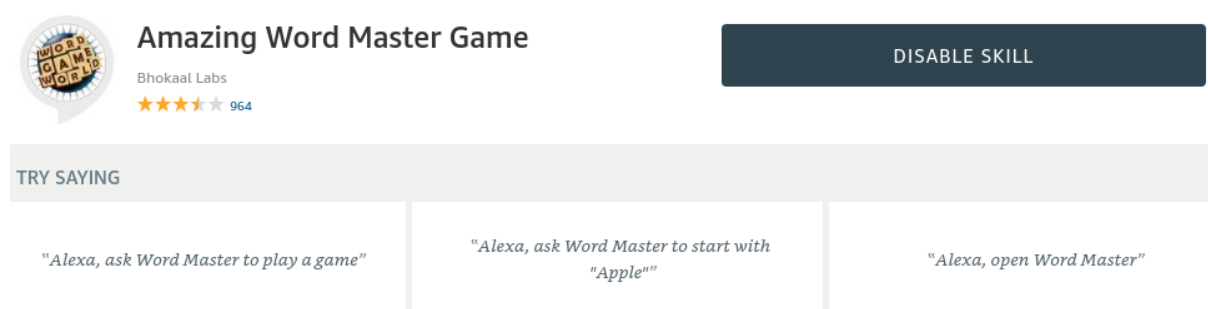 WORD
GAME
WORLD
Amazing Word Master Game
Bhokaal Labs
964
DISABLE SKILL
TRY SAYING
"Alexa, ask Word Master to play a game"
"Alexa, ask Word Master to start with
"Apple""
"Alexa, open Word Master"